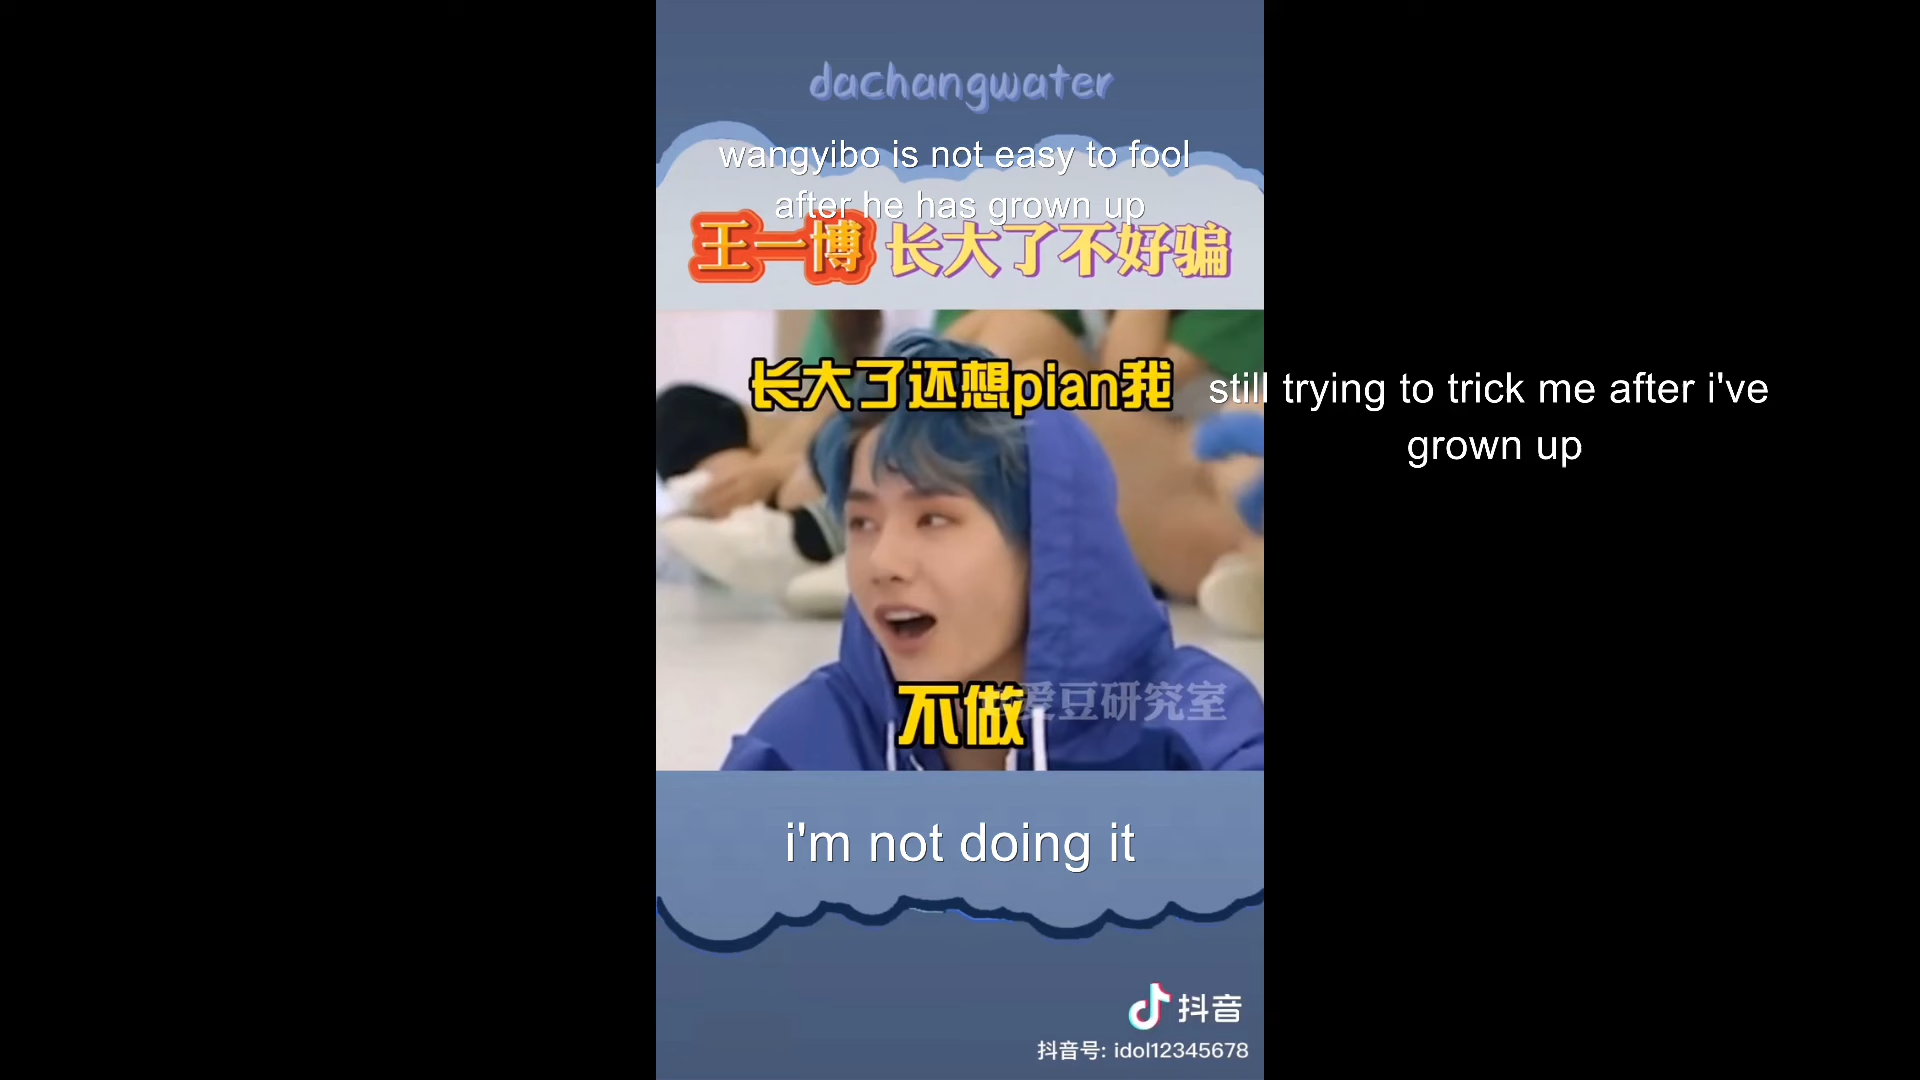 dachangwater
wangyibo is not easy to fool
after he has grown up
王一博 长大了不好骗
长大了还想pian我
still trying to trick me after i've
grown up
不做
爱豆研究室
i'm not doing it
抖音
抖音号: idol12345678